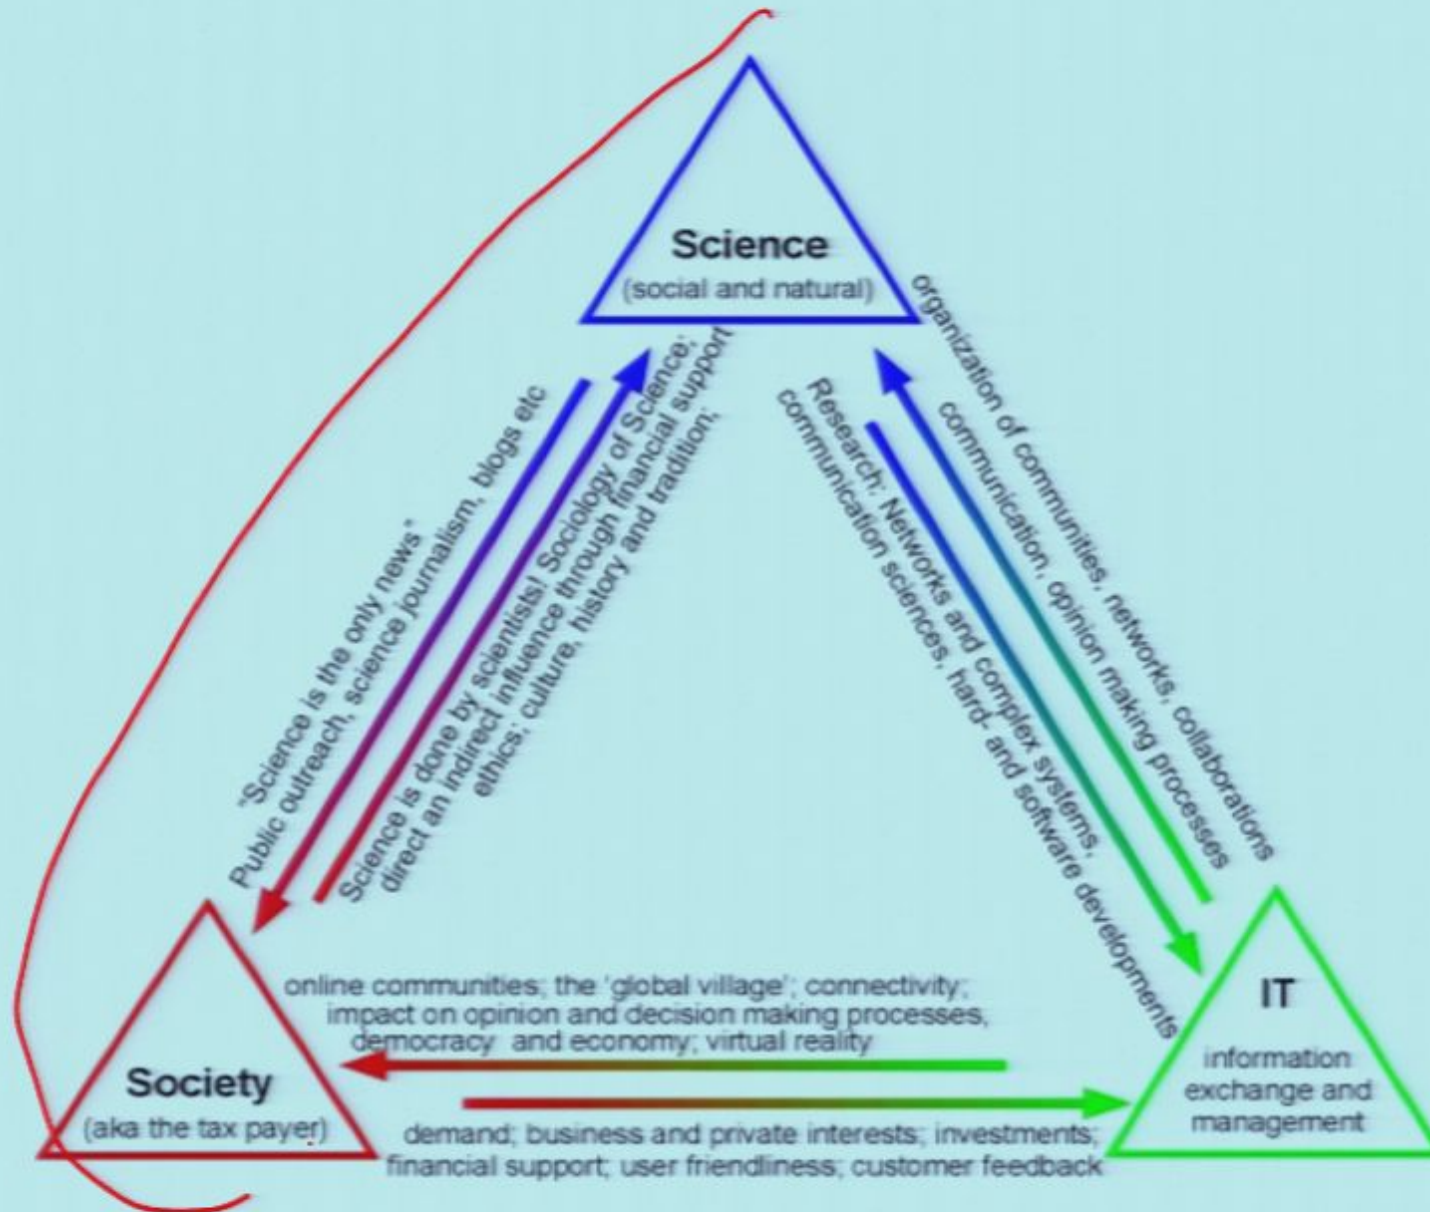 Science
(social and natural)
"Science is the only news"
Public outreach, science journalism, blogs etc
Science is done by scientists! Sociology of Science;
direct an indirect influence through financial support
ethics; culture, history and tradition;
organization of communities, networks, collaborations
communication, opinion making processes
Research: Networks and complex systems,
communication sciences, hard- and software developments
online communities; the 'global village'; connectivity;
impact on opinion and decision making processes,
democracy and economy; virtual reality
Society
(aka the tax payer)
demand; business and private interests; investments;
financial support; user friendliness; customer feedback
IT
information
exchange and
management